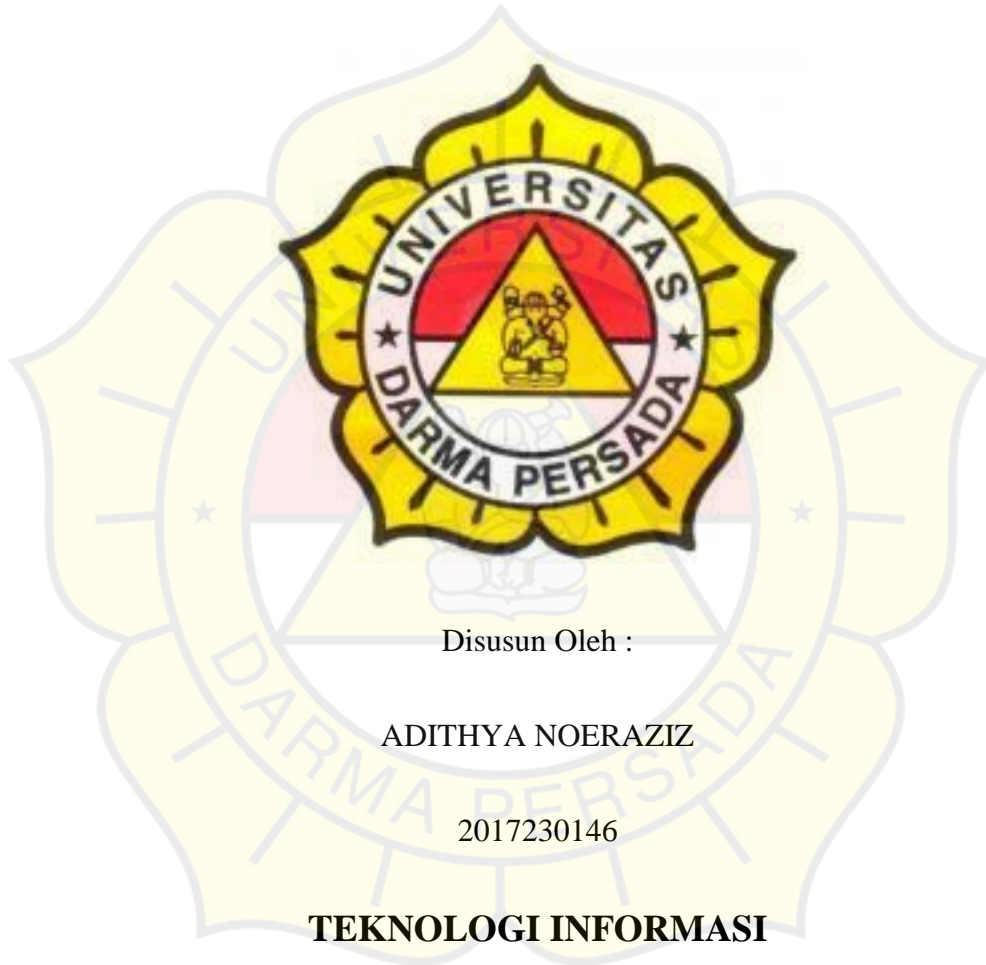 UNIVERSITAS
DARMA PERSADA
Disusun Oleh :
ADITHYA NOERAZIZ
2017230146
TEKNOLOGI INFORMASI